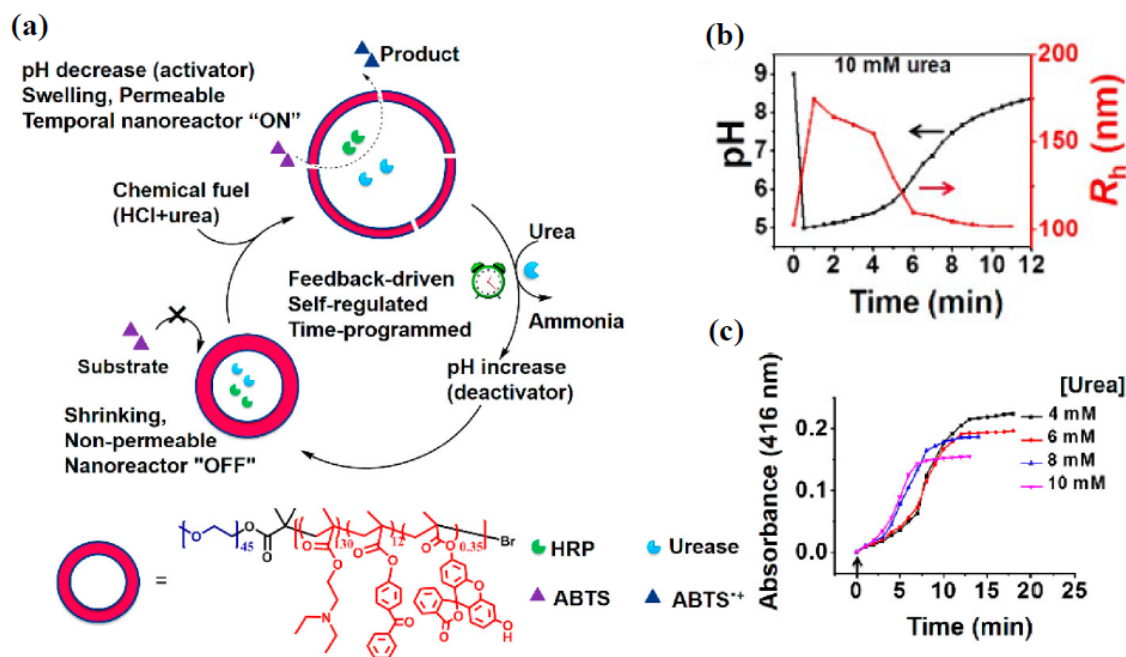 (a)
Product
pH decrease (activator)
Swelling, Permeable
Temporal nanoreactor “ON”
Chemical fuel
(HCl+urea)
Urea
Feedback-driven
Self-regulated
Time-programmed
Ammonia
Substrate
pH increase
(deactivator)
Shrinking,
Non-permeable
Nanoreactor "OFF"
=
O
45
O
O
30
O
O
12
O
O
O
0.35
Br
N
O
O
O
O
OH
HRP
Urease
ABTS
ABTS•+
(b)
10 mM urea
pH
9
8
7
6
5
200
150
100
Rh (nm)
0 2 4 6 8 10 12
Time (min)
(c)
[Urea]
4 mM
6 mM
8 mM
10 mM
Absorbance (416 nm)
0.2
0.1
0.0
0 5 10 15 20 25
Time (min)